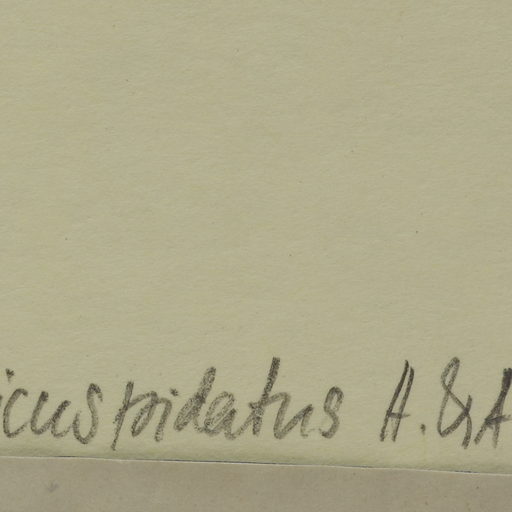 icuspidatus H. & A